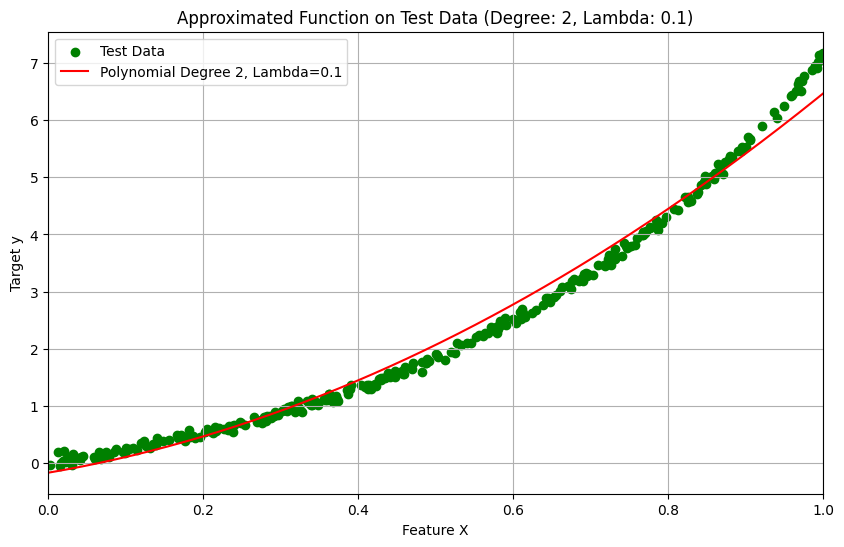 Approximated Function on Test Data (Degree: 2, Lambda: 0.1)
Test Data
Polynomial Degree 2, Lambda=0.1
Target y
7
6
5
4
3
2
1
0
0.0 0.2 0.4 0.6 0.8 1.0
Feature X